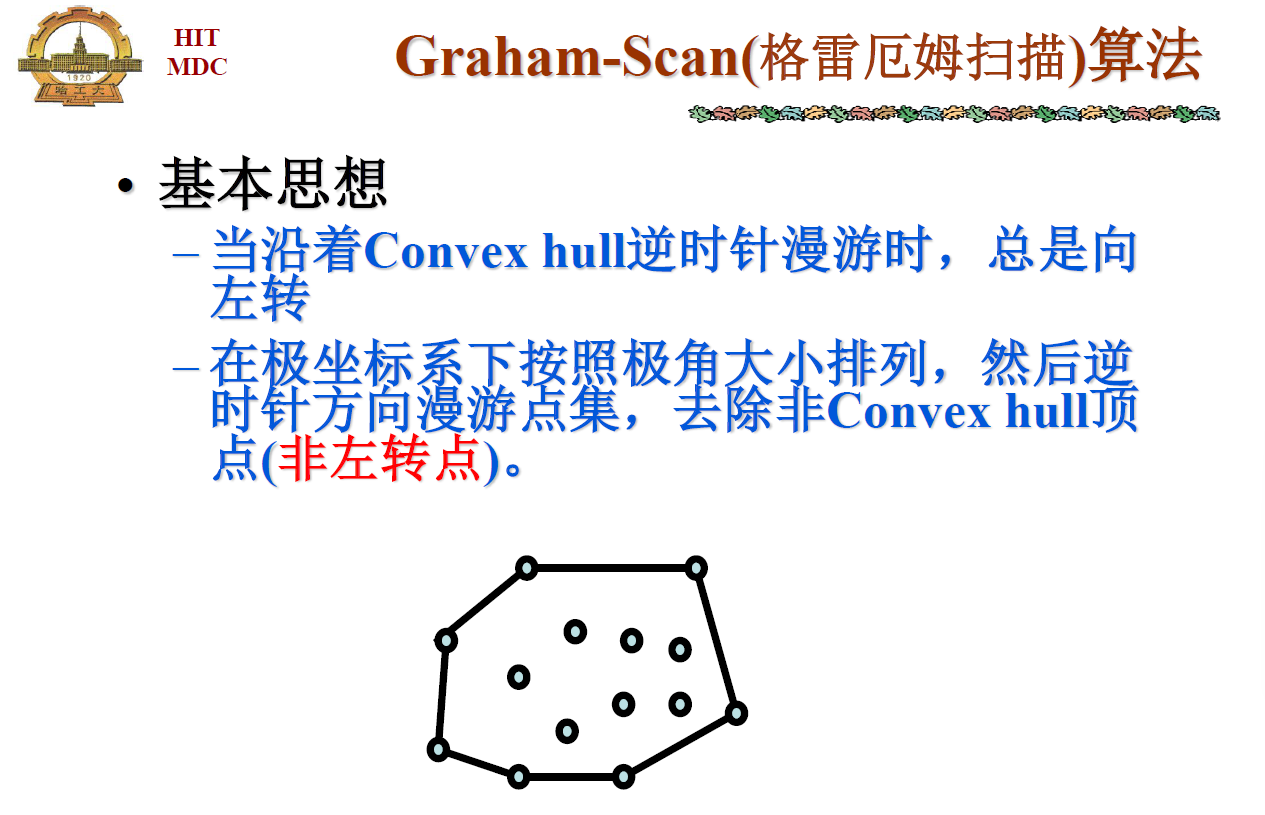 HIT
MDC
Graham-Scan(格雷厄姆扫描)算法
1920
哈工大
• 基本思想
– 当沿着Convex hull逆时针漫游时，总是向
左转
– 在极坐标系下按照极角大小排列，然后逆
时针方向漫游点集，去除非Convex hull顶
点(非左转点)。